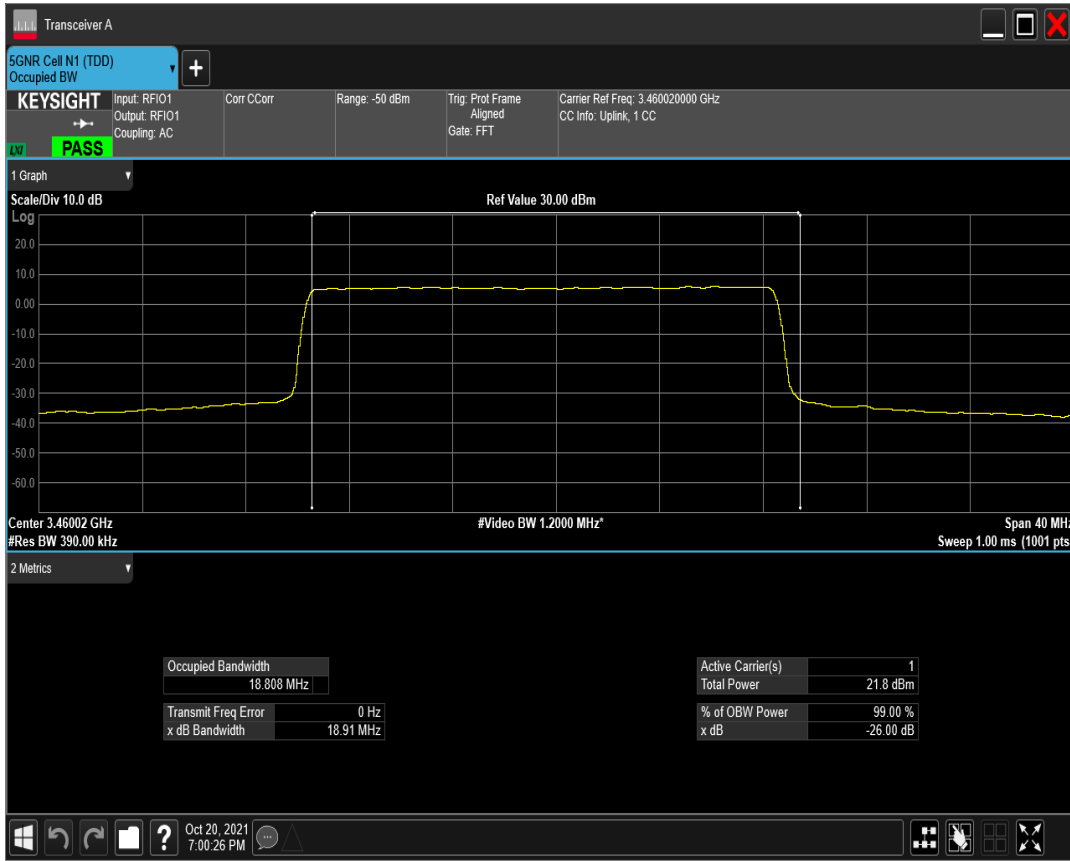 Transceiver A
5GNR Cell N1 (TDD)
Occupied BW
+
KEYSIGHT
LXI
PASS
Input: RFIO1
Output: RFIO1
Coupling: AC
Corr CCorr
Range: -50 dBm
Trig: Prot Frame
Aligned
Gate: FFT
Carrier Ref Freq: 3.460020000 GHz
CC Info: Uplink, 1 CC
1 Graph
Scale/Div 10.0 dB
Ref Value 30.00 dBm
Log
20.0
10.0
0.00
-10.0
-20.0
-30.0
-40.0
-50.0
-60.0
Center 3.46002 GHz
#Video BW 1.2000 MHz*
Span 40 MHz
#Res BW 390.00 kHz
Sweep 1.00 ms (1001 pts
2 Metrics
Occupied Bandwidth
18.808 MHz
Transmit Freq Error 0 Hz
x dB Bandwidth 18.91 MHz
Active Carrier(s) 1
Total Power 21.8 dBm
% of OBW Power 99.00 %
x dB -26.00 dB
?
Oct 20, 2021
7:00:26 PM